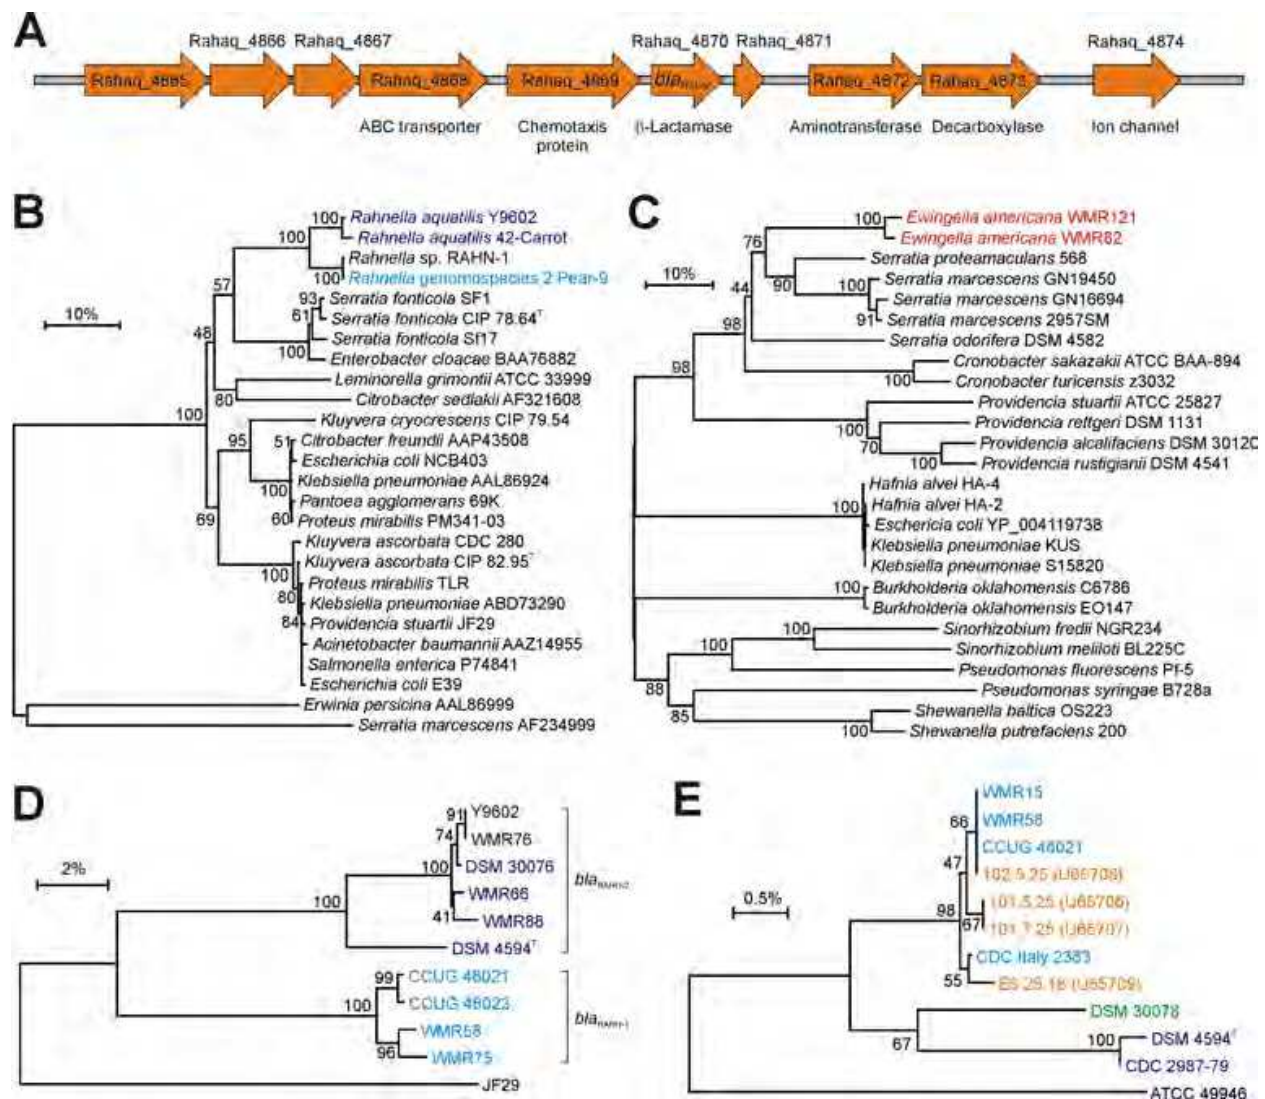 A
Rahaq_4866 Rahaq_4867 Rahaq_4870 Rahaq_4871 Rahaq_4874
Rahaq_4865 Rahaq_4868 Rahaq_4869 bla Rahaq_4872 Rahaq_4873
ABC transporter Chemotaxis protein β-Lactamase Aminotransferase Decarboxylase Ion channel
B
10%
100 Rahnella aquatilis Y9602
100 Rahnella aquatilis 42-Carrot
Rahnella sp. RAHN-1
100 Rahnella genomospecies 2 Pear-9
57
93 Serratia fonticola SF1
61 Serratia fonticola CIP 78.64ᵀ
Serratia fonticola Sf17
48
100 Enterobacter cloacae BAA76882
Leminorella grimontii ATCC 33999
80 Citrobacter sedlakii AF321608
100
Kluyvera cryocrescens CIP 79.54
95 51 Citrobacter freundii AAP43508
Escherichia coli NCB403
100 Klebsiella pneumoniae AAL86924
Pantoea agglomerans 69K
69 60 Proteus mirabilis PM341-03
Kluyvera ascorbata CDC 280
Kluyvera ascorbata CIP 82.95ᵀ
100 Proteus mirabilis TLR
80 Klebsiella pneumoniae ABD73290
84 Providencia stuartii JF29
Acinetobacter baumannii AAZ14955
Salmonella enterica P74841
Escherichia coli E39
Erwinia persicina AAL86999
Serratia marcescens AF234999
C
10%
100 Ewingella americana WMR121
Ewingella americana WMR82
76
Serratia proteamaculans 568
90 100 Serratia marcescens GN19450
44 Serratia marcescens GN16694
91 Serratia marcescens 2957SM
98 Serratia odorifera DSM 4582
Cronobacter sakazakii ATCC BAA-894
98 100 Cronobacter turicensis z3032
Providencia stuartii ATCC 25827
100 Providencia rettgeri DSM 1131
70 Providencia alcalifaciens DSM 30120
100 Providencia rustigianii DSM 4541
Hafnia alvei HA-4
100 Hafnia alvei HA-2
Eschericia coli YP_004119738
Klebsiella pneumoniae KUS
Klebsiella pneumoniae S15820
100 Burkholderia oklahomensis C6786
Burkholderia oklahomensis EO147
100 Sinorhizobium fredii NGR234
100 Sinorhizobium meliloti BL225C
Pseudomonas fluorescens Pf-5
88 Pseudomonas syringae B728a
85 Shewanella baltica OS223
100 Shewanella putrefaciens 200
D
2%
91 Y9602
74 WMR76
100 DSM 30076
WMR66
41 WMR88
100 DSM 4594ᵀ
bla
99 CCUG 48021
100 CCUG 48023
WMR58
96 WMR75
bla
JF29
E
0.5%
WMR15
66 WMR58
CCUG 48021
47 102.5.25 (U65708)
101.5.25 (U65706)
98 67 101.7.25 (U65707)
CDC Italy 2383
55 E5.25.18 (U65709)
DSM 30078
67 100 DSM 4594ᵀ
CDC 2987-79
ATCC 49946